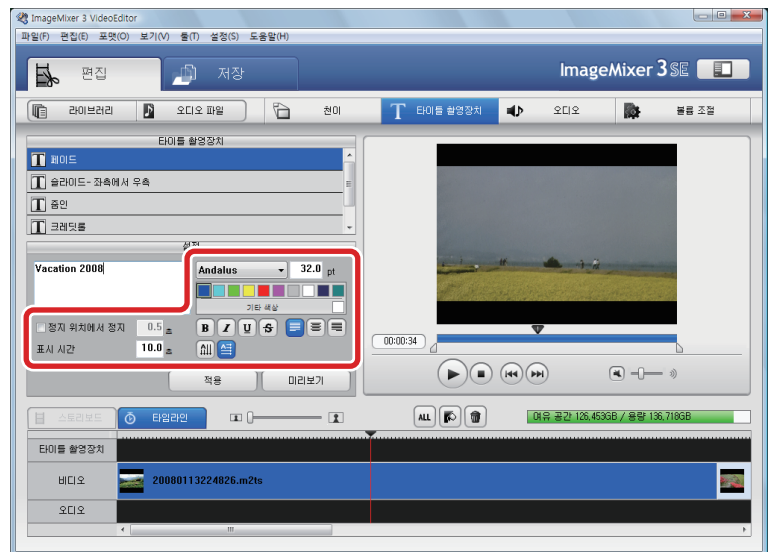 ImageMixer 3 VideoEditor
파일(F) 편집(E) 포맷(O) 보기(V) 툴(T) 설정(S) 도움말(H)
편집 저장 ImageMixer 3 SE
라이브러리 오디오 파일 천이 T 타이틀 촬영장치 오디오 볼륨 조절
타이틀 촬영장치
T 페이드
T 슬라이드- 좌측에서 우측
T 줌인
T 크레딧롤
설정
Vacation 2008 Andalus 32.0 pt
기타 색상
정지 위치에서 정지 0.5 초 B I U S
표시 시간 10.0 초
적용 미리보기
00:00:34
스토리보드 타임라인 ALL 여유 공간 126,453GB / 용량 136,718GB
타이틀 촬영장치
비디오 20080113224826.m2ts
오디오